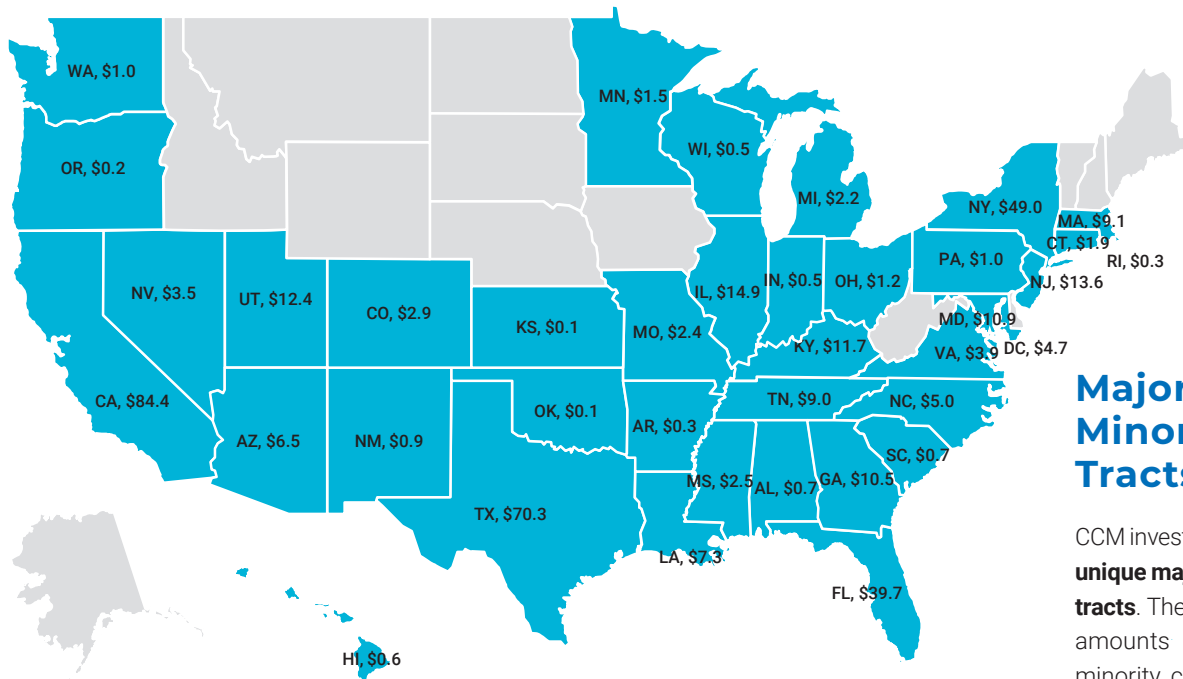 WA, $1.0
MN, $1.5
OR, $0.2
WI, $0.5
MI, $2.2
NY, $49.0
MA, $9.1
CT, $1.9
RI, $0.3
PA, $1.0
NJ, $13.6
NV, $3.5
UT, $12.4
CO, $2.9
KS, $0.1
MO, $2.4
IL, $14.9
IN, $0.5
OH, $1.2
MD, $10.9
KY, $11.7
VA, $3.9
DC, $4.7
CA, $84.4
AZ, $6.5
NM, $0.9
OK, $0.1
AR, $0.3
TN, $9.0
NC, $5.0
SC, $0.7
MS, $2.5
AL, $0.7
GA, $10.5
TX, $70.3
LA, $7.3
FL, $39.7
HI, $0.6
Major
Minor
Tracts
CCM invest
unique ma
tracts. The
amounts
minority